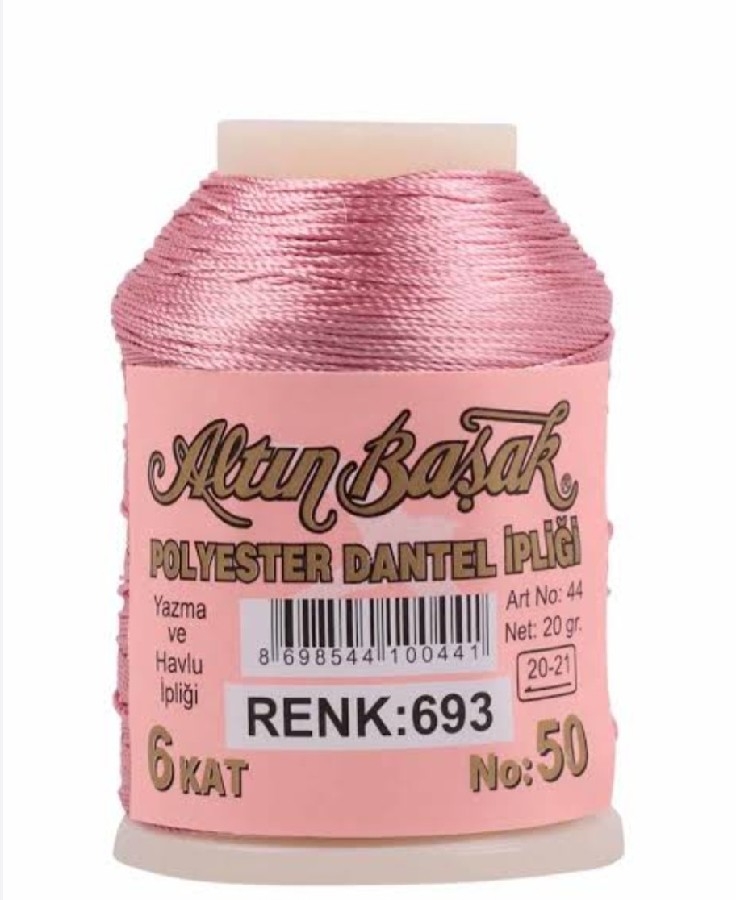 Altın Başak ®
POLYESTER DANTEL İPLİĞİ
Yazma
ve
Havlu
İpliği
8 698544 100441
Art No: 44
Net: 20 gr.
20-21
RENK:693
6 KAT
No: 50